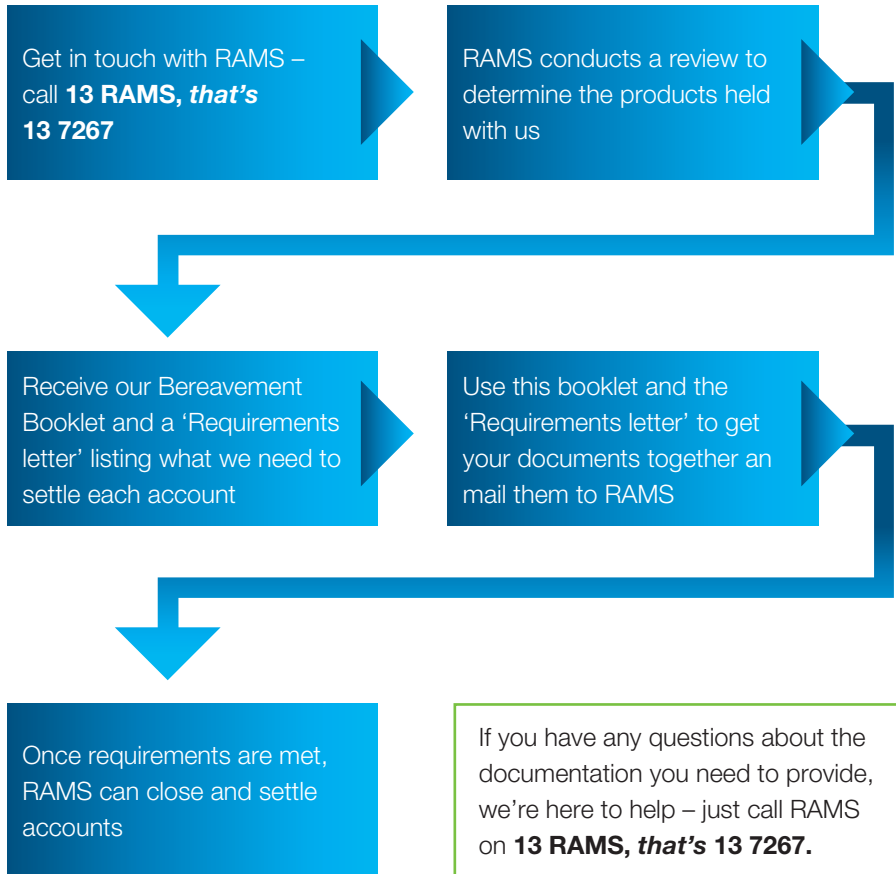 Get in touch with RAMS –
call 13 RAMS, that's
13 7267
RAMS conducts a review to
determine the products held
with us
Receive our Bereavement
Booklet and a ‘Requirements
letter’ listing what we need to
settle each account
Use this booklet and the
‘Requirements letter’ to get
your documents together an
mail them to RAMS
Once requirements are met,
RAMS can close and settle
accounts
If you have any questions about the
documentation you need to provide,
we’re here to help – just call RAMS
on 13 RAMS, that’s 13 7267.